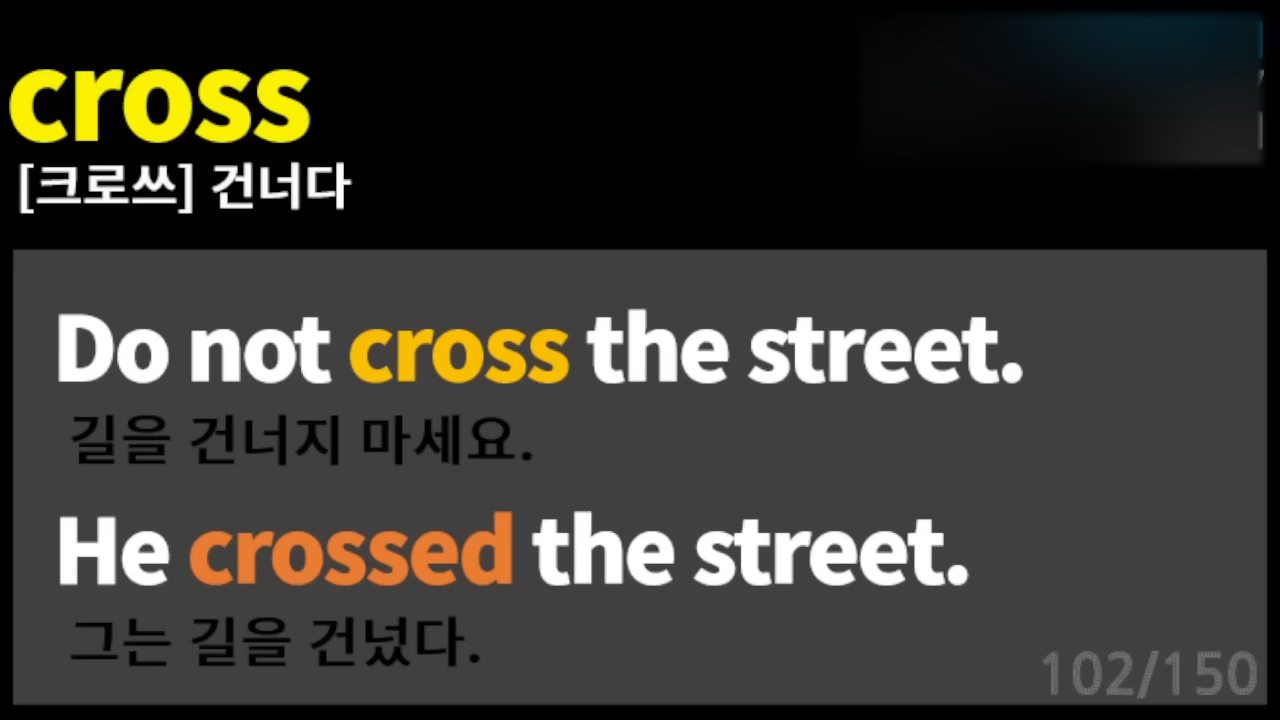 cross
[크로쓰] 건너다
Do not cross the street.
길을 건너지 마세요.
He crossed the street.
그는 길을 건넜다.
102/150